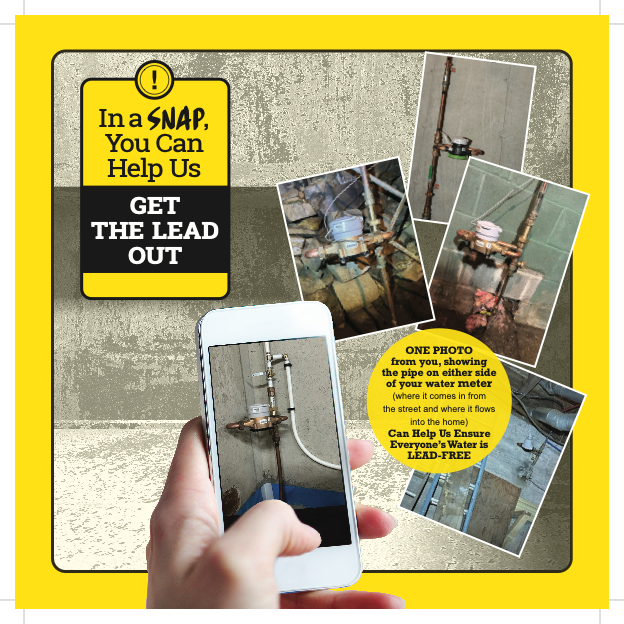 !
In a SNAP,
You Can
Help Us
GET
THE LEAD
OUT
ONE PHOTO
from you, showing
the pipe on either side
of your water meter
(where it comes in from
the street and where it flows
into the home)
Can Help Us Ensure
Everyone's Water is
LEAD-FREE